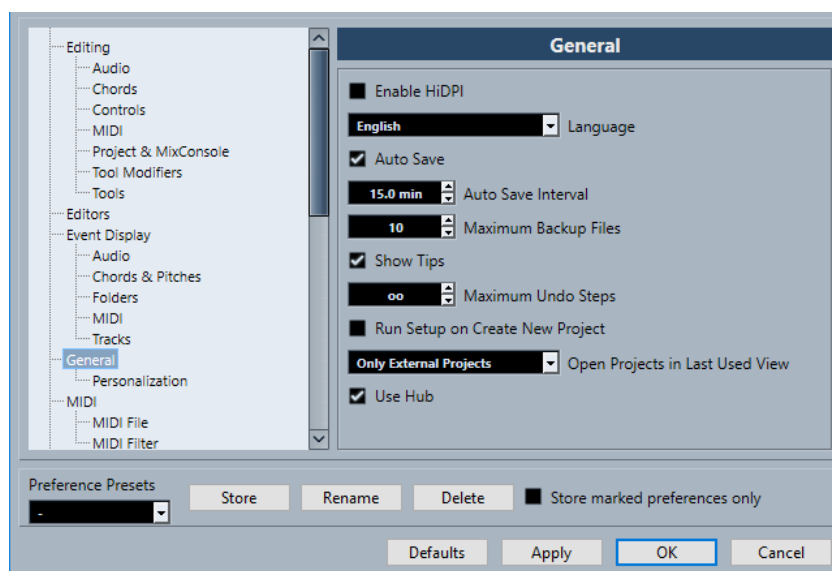 Editing
Audio
Chords
Controls
MIDI
Project & MixConsole
Tool Modifiers
Tools
Editors
Event Display
Audio
Chords & Pitches
Folders
MIDI
Tracks
General
Personalization
MIDI
MIDI File
MIDI Filter
General
Enable HiDPI
English Language
Auto Save
15.0 min Auto Save Interval
10 Maximum Backup Files
Show Tips
oo Maximum Undo Steps
Run Setup on Create New Project
Only External Projects Open Projects in Last Used View
Use Hub
Preference Presets
-
Store Rename Delete Store marked preferences only
Defaults Apply OK Cancel